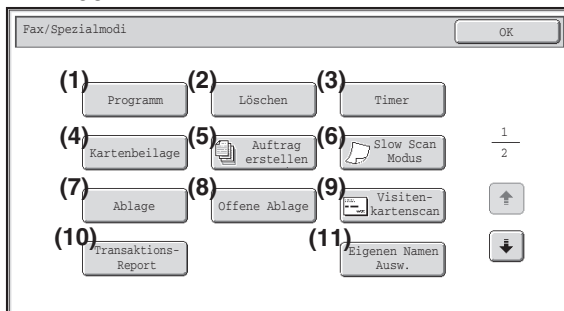 Fax/Spezialmodi
OK
(1) Programm
(2) Löschen
(3) Timer
(4) Kartenbeilage
(5) Auftrag
erstellen
(6) Slow Scan
Modus
1
2
(7) Ablage
(8) Offene Ablage
(9) Visiten-
kartenscan
(10) Transaktions-
Report
(11) Eigenen Namen
Ausw.